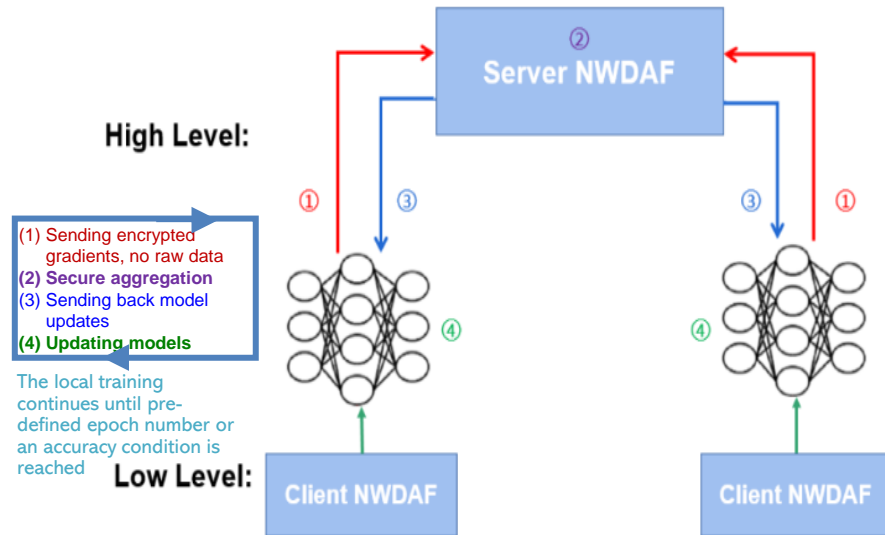 ②
Server NWDAF
High Level:
① ③ ③ ①
(1) Sending encrypted
gradients, no raw data
(2) Secure aggregation
(3) Sending back model
updates
(4) Updating models
④ ④
The local training
continues until pre-
defined epoch number or
an accuracy condition is
reached
Low Level:
Client NWDAF
Client NWDAF